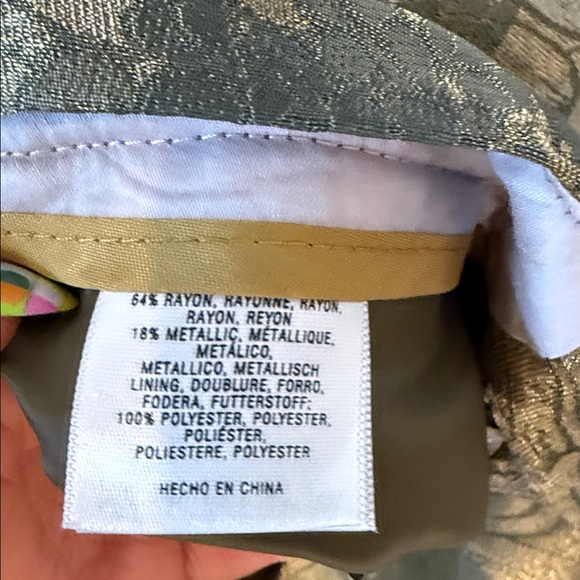 64% RAYON, RAYONNE, RAYON,
RAYON, REYON
18% METALLIC, MÉTALLIQUE,
METÁLICO,
METALLICO, METALLISCH
LINING, DOUBLURE, FORRO,
FODERA, FUTTERSTOFF:
100% POLYESTER, POLYESTER,
POLIÉSTER,
POLIESTERE, POLYESTER
HECHO EN CHINA